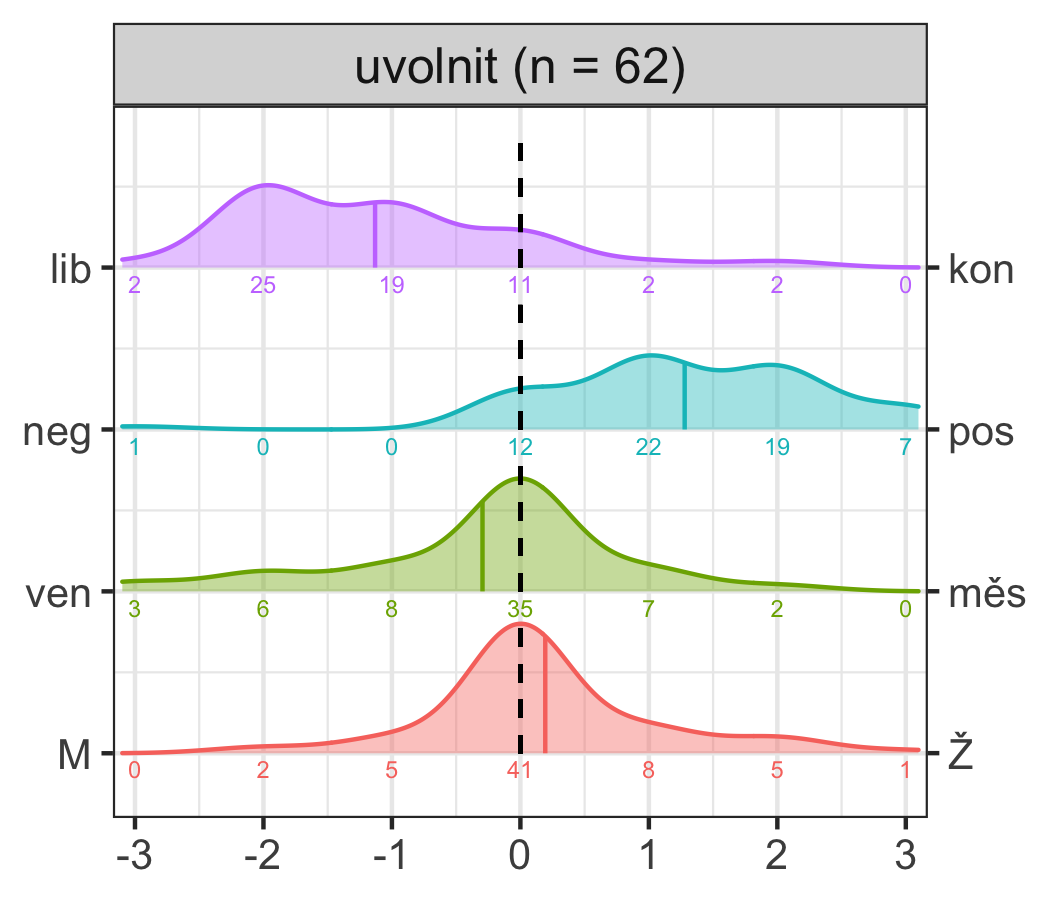 uvolnit (n = 62)
lib kon
2 25 19 11 2 2 0
neg pos
1 0 0 12 22 19 7
ven měs
3 6 8 35 7 2 0
M Ž
0 2 5 41 8 5 1
-3 -2 -1 0 1 2 3